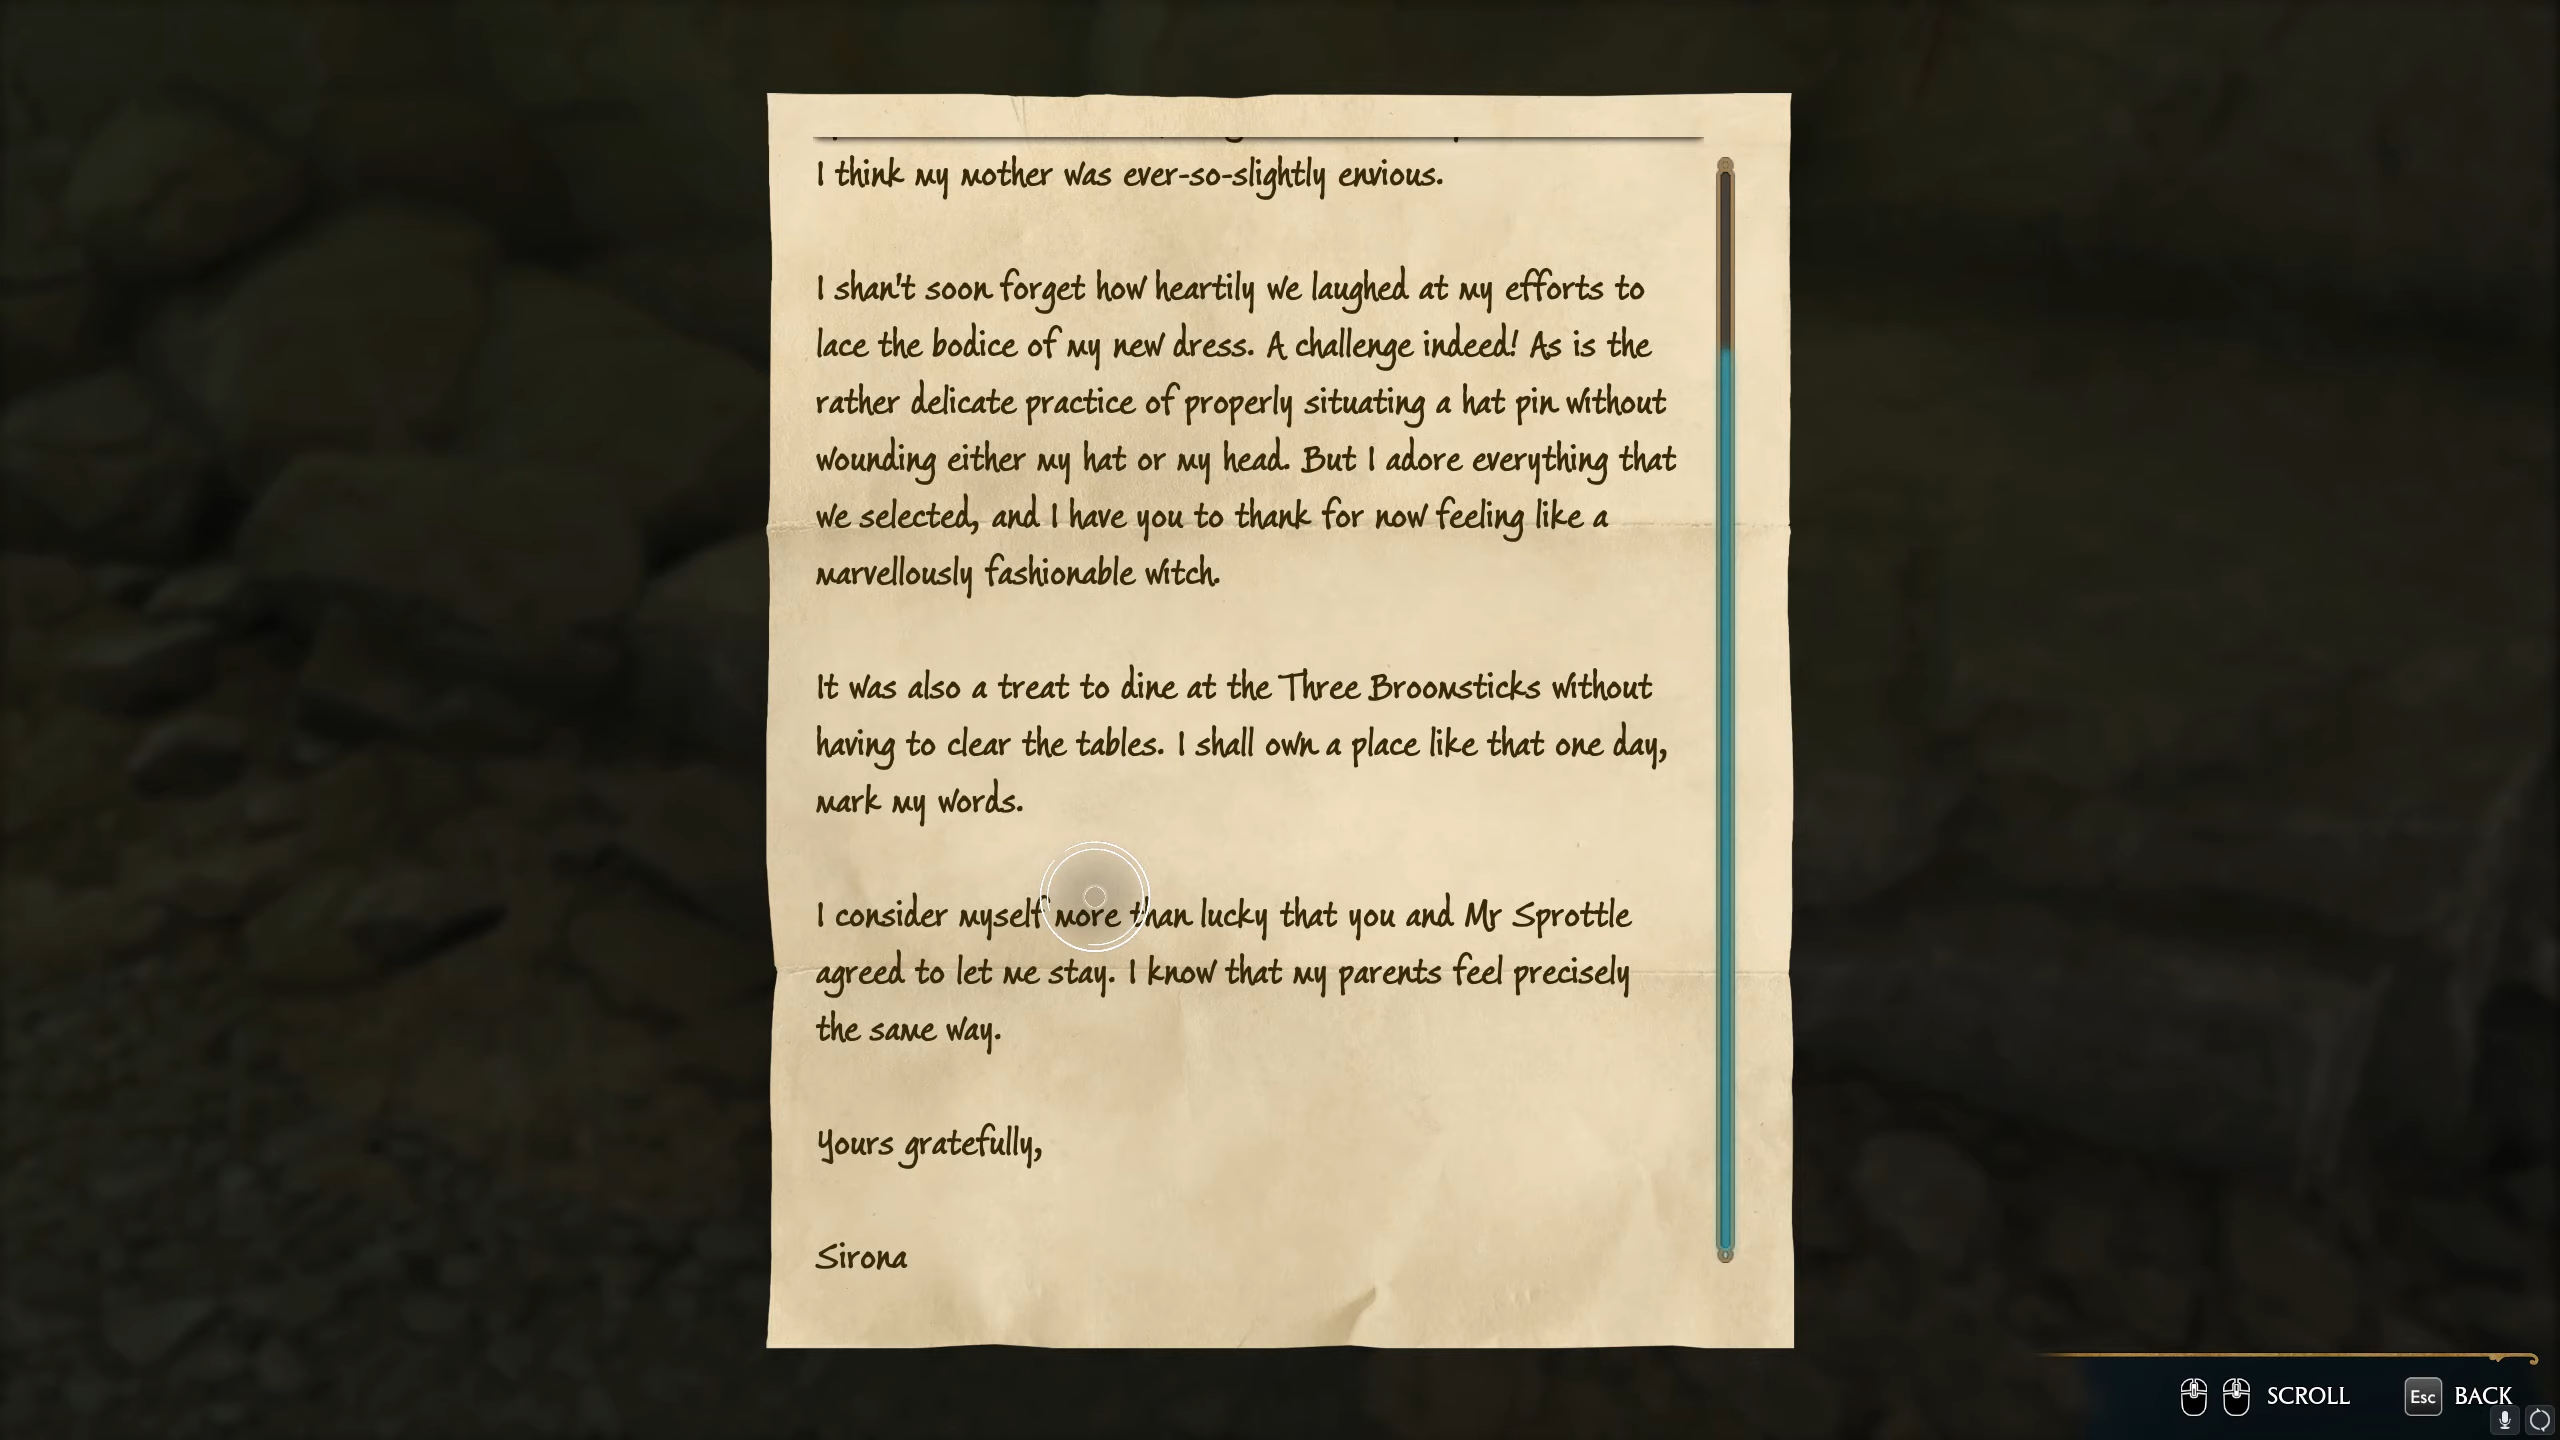 I think my mother was ever-so-slightly envious.
I shan't soon forget how heartily we laughed at my efforts to
lace the bodice of my new dress. A challenge indeed! As is the
rather delicate practice of properly situating a hat pin without
wounding either my hat or my head. But I adore everything that
we selected, and I have you to thank for now feeling like a
marvellously fashionable witch.
It was also a treat to dine at the Three Broomsticks without
having to clear the tables. I shall own a place like that one day,
mark my words.
I consider myself more than lucky that you and Mr Sprottle
agreed to let me stay. I know that my parents feel precisely
the same way.
Yours gratefully,
Sirona
SCROLL
Esc BACK